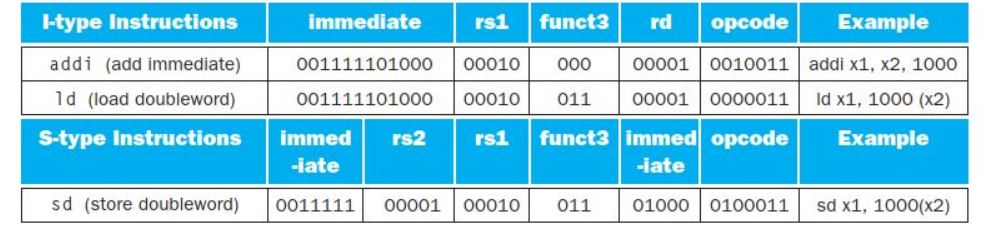 I-type Instructions immediate rs1 funct3 rd opcode Example
addi (add immediate) 001111101000 00010 000 00001 0010011 addi x1, x2, 1000
ld (load doubleword) 001111101000 00010 011 00001 0000011 ld x1, 1000 (x2)
S-type Instructions immed rs2 rs1 funct3 immed opcode Example
-iate -iate
sd (store doubleword) 0011111 00001 00010 011 01000 0100011 sd x1, 1000(x2)